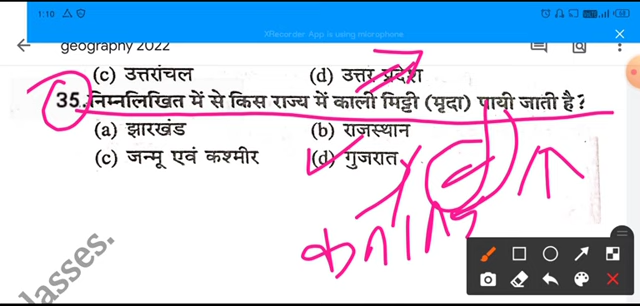 1:10
XRecorder App is using microphone
geography 2022
(c) उत्तरांचल (d) उत्तर प्रदेश
35. निम्नलिखित में से किस राज्य में काली मिट्टी (मृदा) पायी जाती है?
(a) झारखंड (b) राजस्थान
(c) जन्मू एवं कश्मीर (d) गुजरात
lasses.